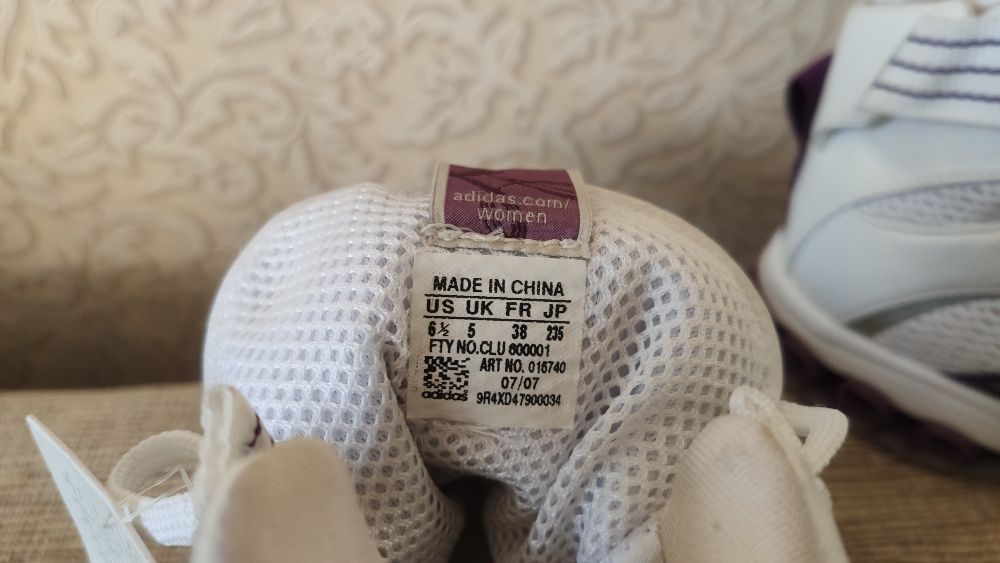 adidas.com/
women
MADE IN CHINA
US UK FR JP
6½ 5 38 235
FTY NO.CLU 600001
ART NO. 016740
07/07
adidas 9R4XD47900034